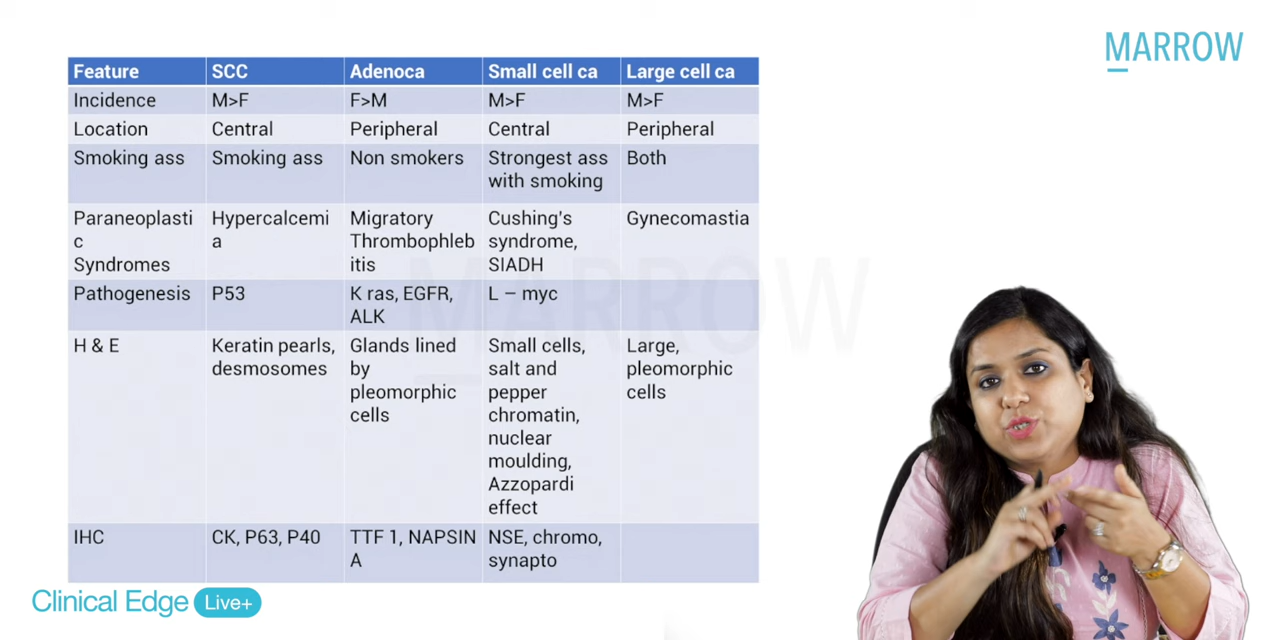 MARROW
Feature SCC Adenoca Small cell ca Large cell ca
Incidence M>F F>M M>F M>F
Location Central Peripheral Central Peripheral
Smoking ass Smoking ass Non smokers Strongest ass Both
with smoking
Paraneoplasti Hypercalcemi Migratory Cushing's Gynecomastia
c a Thrombophleb syndrome,
Syndromes itis SIADH
Pathogenesis P53 K ras, EGFR, L – myc
ALK
H & E Keratin pearls, Glands lined Small cells, Large,
desmosomes by salt and pleomorphic
pleomorphic pepper cells
cells chromatin,
nuclear
moulding,
Azzopardi
effect
IHC CK, P63, P40 TTF 1, NAPSIN NSE, chromo,
A synapto
MARROW
Clinical Edge Live+